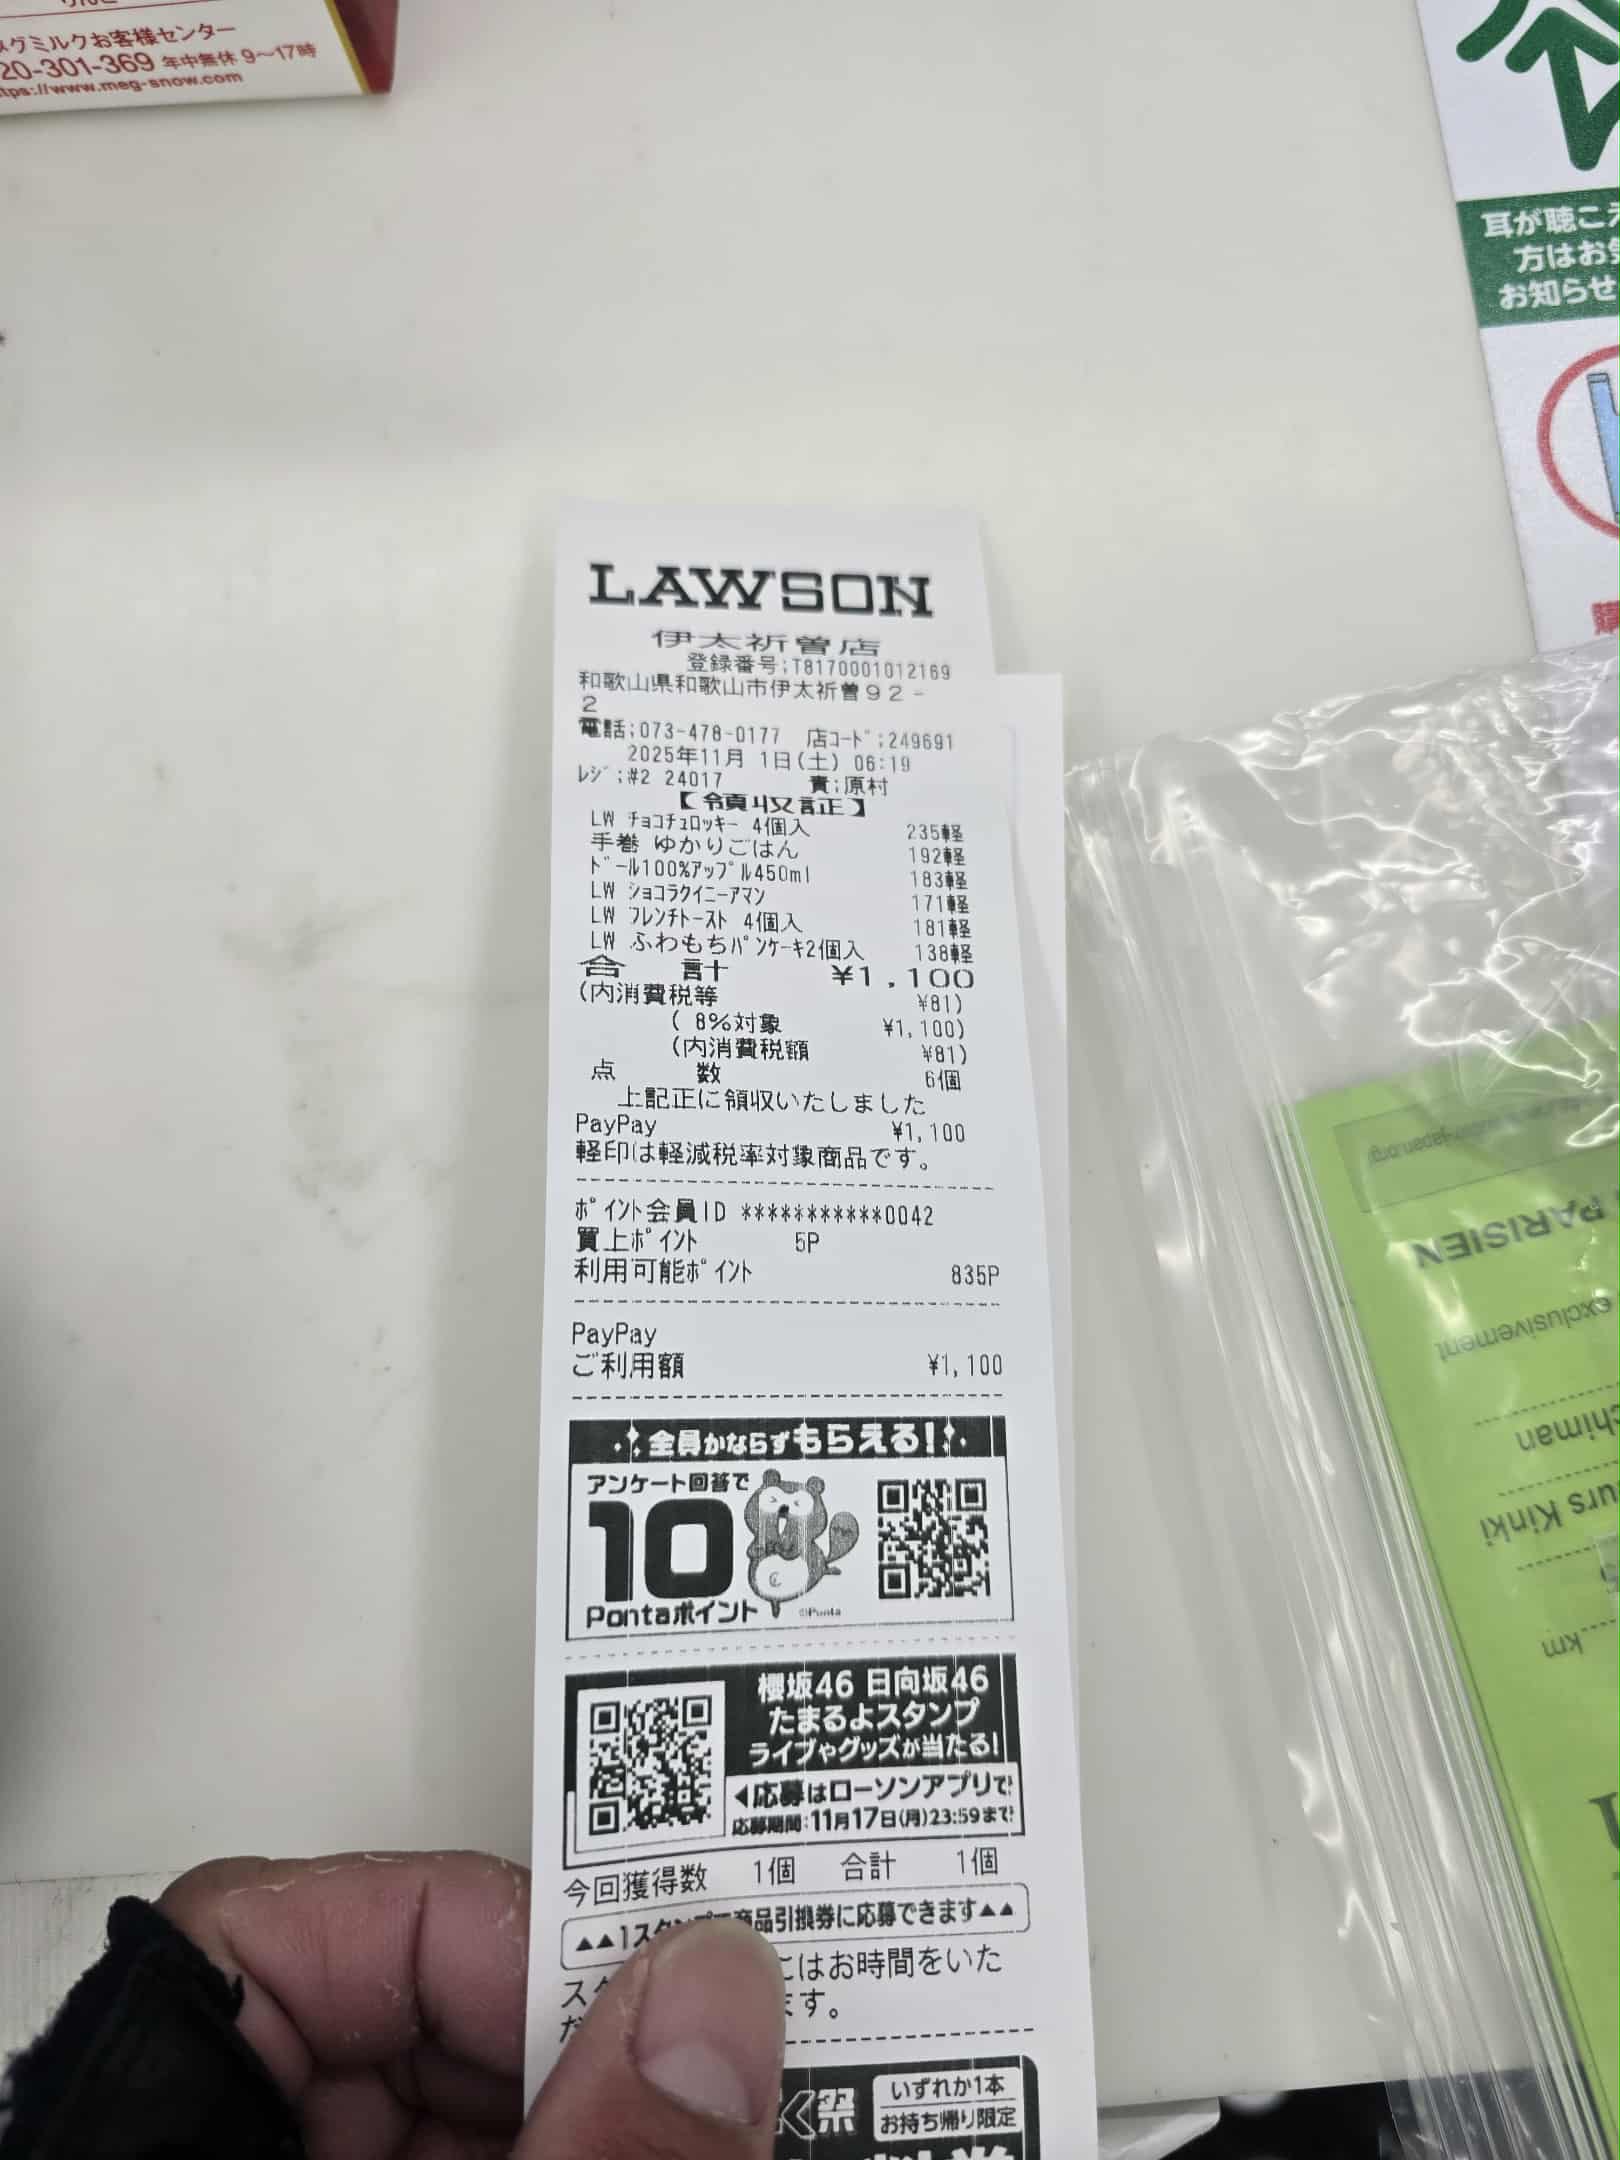 メグミルクお客様センター
20-301-369 年中無休 9～17時
https://www.meg-snow.com
耳が聴こえ
方はお
お知らせ
購
LAWSON
伊太祈曽店
登録番号;T8170001012169
和歌山県和歌山市伊太祈曽92-
2
電話;073-478-0177 店コード;249691
2025年11月 1日(土) 06:19
レジ;#2 24017 責;原村
【領収証】
LW チョコチュロッキー 4個入 235軽
手巻 ゆかりごはん 192軽
ドール100%アップル450ml 183軽
LW ショコラクイニーアマン 171軽
LW フレンチトースト 4個入 181軽
LW ふわもちパンケーキ2個入 138軽
合 計 ¥1,100
(内消費税等 ¥81)
( 8%対象 ¥1,100)
(内消費税額 ¥81)
点 数 6個
上記正に領収いたしました
PayPay ¥1,100
軽印は軽減税率対象商品です。
ポイント会員ID ***********0042
買上ポイント 5P
利用可能ポイント 835P
PayPay
ご利用額 ¥1,100
全員かならずもらえる!
アンケート回答で
10
Pontaポイント
©Ponta
櫻坂46 日向坂46
たまるよスタンプ
ライブやグッズが当たる!
◀応募はローソンアプリで
応募期間:11月17日(月)23:59まで
今回獲得数 1個 合計 1個
▲▲1スタンプで商品引換券に応募できます▲▲
はお時間をいた
ます。
祭
いずれか1本
お持ち帰り限定
PARISIEN
exclusivement
chiman
urs Kinki
km